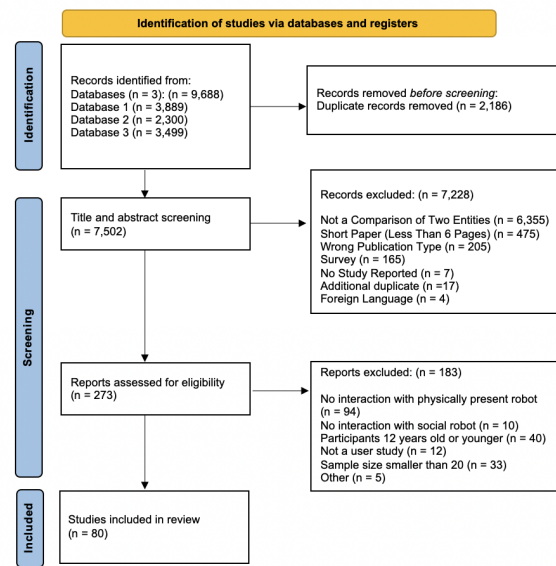 Identification of studies via databases and registers
Identification
Records identified from:
Databases (n = 3): (n = 9,688)
Database 1 (n = 3,889)
Database 2 (n = 2,300)
Database 3 (n = 3,499)
Records removed before screening:
Duplicate records removed (n = 2,186)
Screening
Title and abstract screening
(n = 7,502)
Records excluded: (n = 7,228)
Not a Comparison of Two Entities (n = 6,355)
Short Paper (Less Than 6 Pages) (n = 475)
Wrong Publication Type (n = 205)
Survey (n = 165)
No Study Reported (n = 7)
Additional duplicate (n =17)
Foreign Language (n = 4)
Reports assessed for eligibility
(n = 273)
Reports excluded: (n = 183)
No interaction with physically present robot
(n = 94)
No interaction with social robot (n = 10)
Participants 12 years old or younger (n = 40)
Not a user study (n = 12)
Sample size smaller than 20 (n = 33)
Other (n = 5)
Included
Studies included in review
(n = 80)